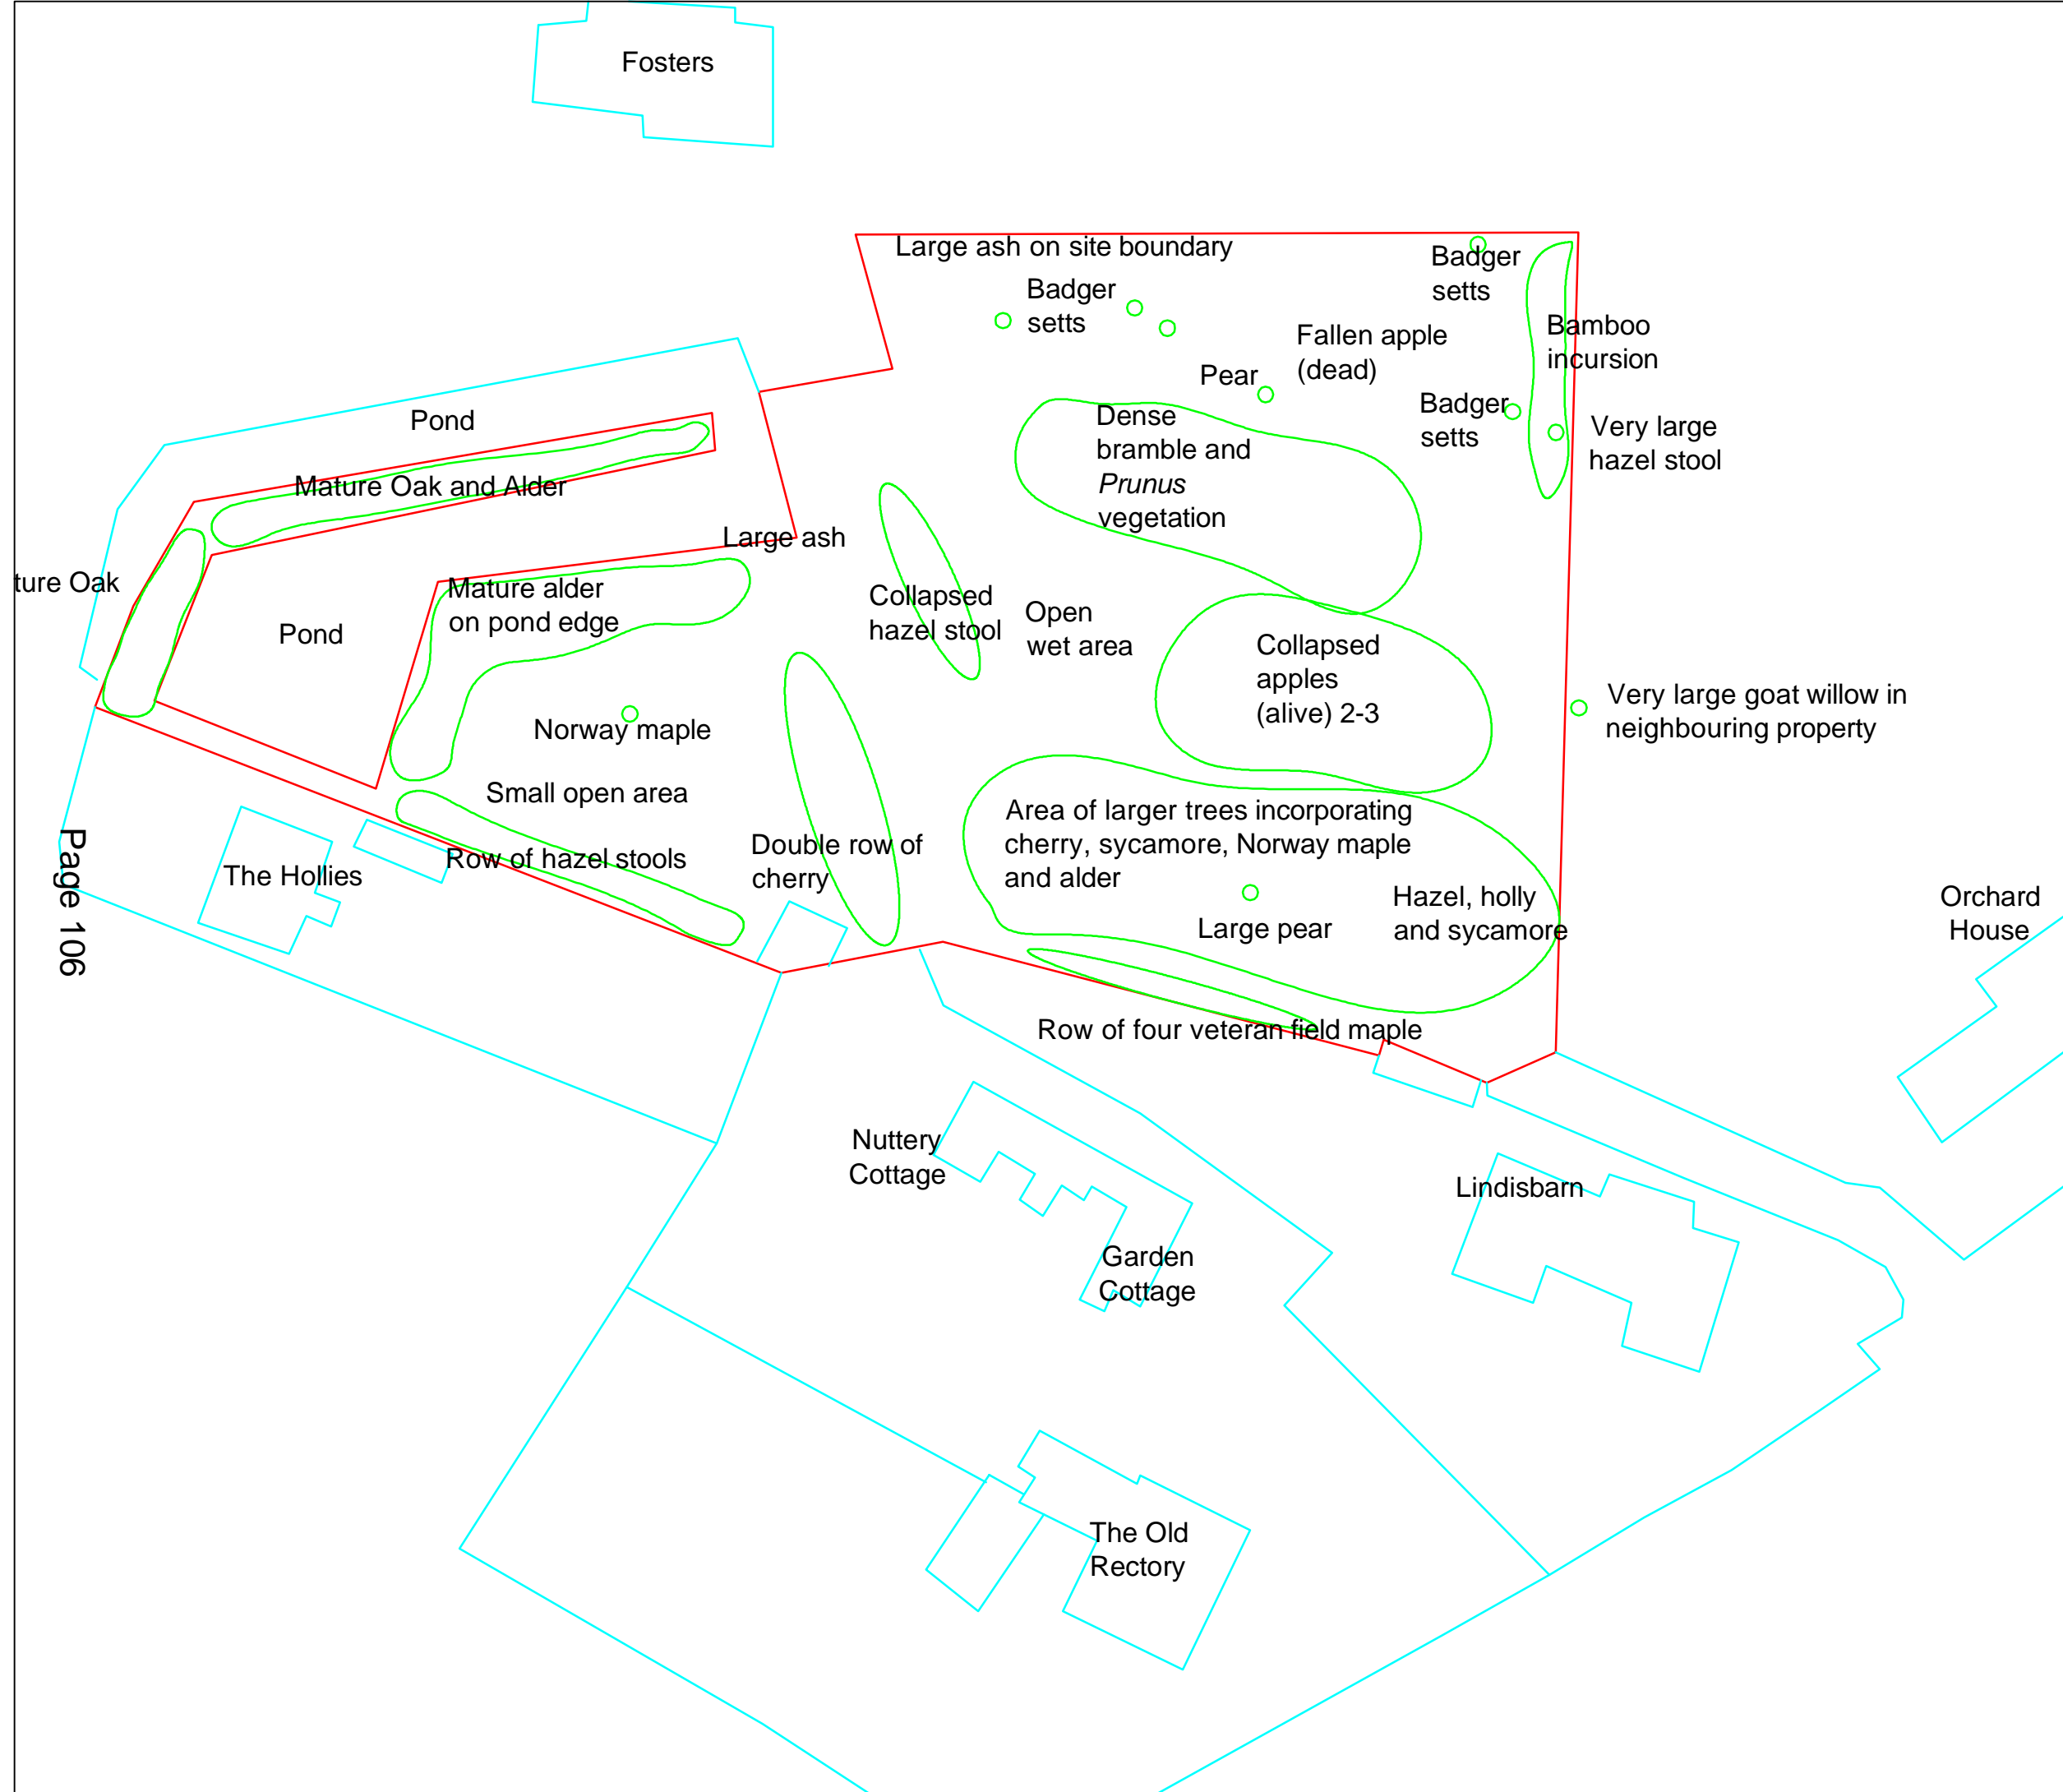 Fosters
Large ash on site boundary
Badger
setts
Badger
setts
Bamboo
incursion
Fallen apple
(dead)
Pear
Badger
setts
Very large
hazel stool
Dense
bramble and
Prunus
vegetation
Pond
Mature Oak and Alder
Large ash
ture Oak
Mature alder
on pond edge
Pond
Collapsed
hazel stool
Open
wet area
Collapsed
apples
(alive) 2-3
Very large goat willow in
neighbouring property
Norway maple
Small open area
Row of hazel stools
Double row of
cherry
Area of larger trees incorporating
cherry, sycamore, Norway maple
and alder
Large pear
Hazel, holly
and sycamore
The Hollies
Page 106
Orchard
House
Row of four veteran field maple
Nuttery
Cottage
Garden
Cottage
Lindisbarn
The Old
Rectory